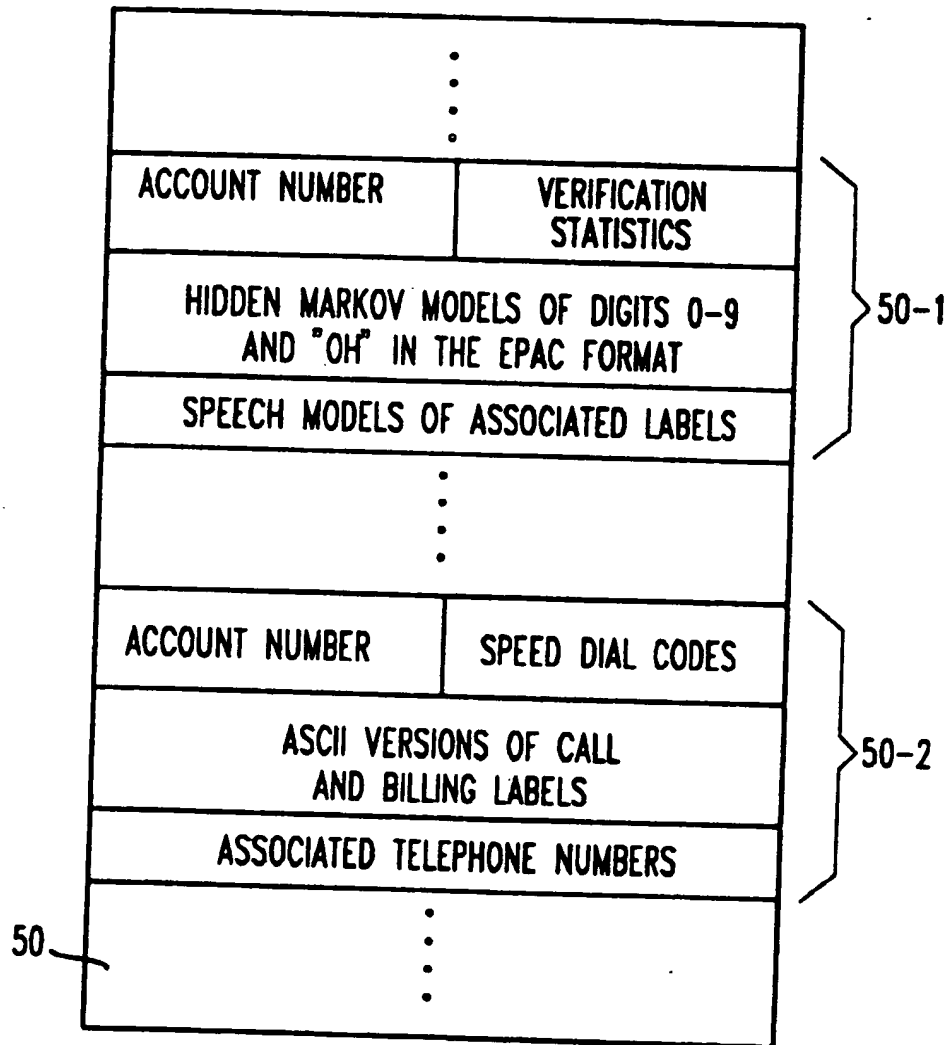 ACCOUNT NUMBER
VERIFICATION
STATISTICS
HIDDEN MARKOV MODELS OF DIGITS 0-9
AND "OH" IN THE EPAC FORMAT
SPEECH MODELS OF ASSOCIATED LABELS
50-1
ACCOUNT NUMBER
SPEED DIAL CODES
ASCII VERSIONS OF CALL
AND BILLING LABELS
ASSOCIATED TELEPHONE NUMBERS
50-2
50